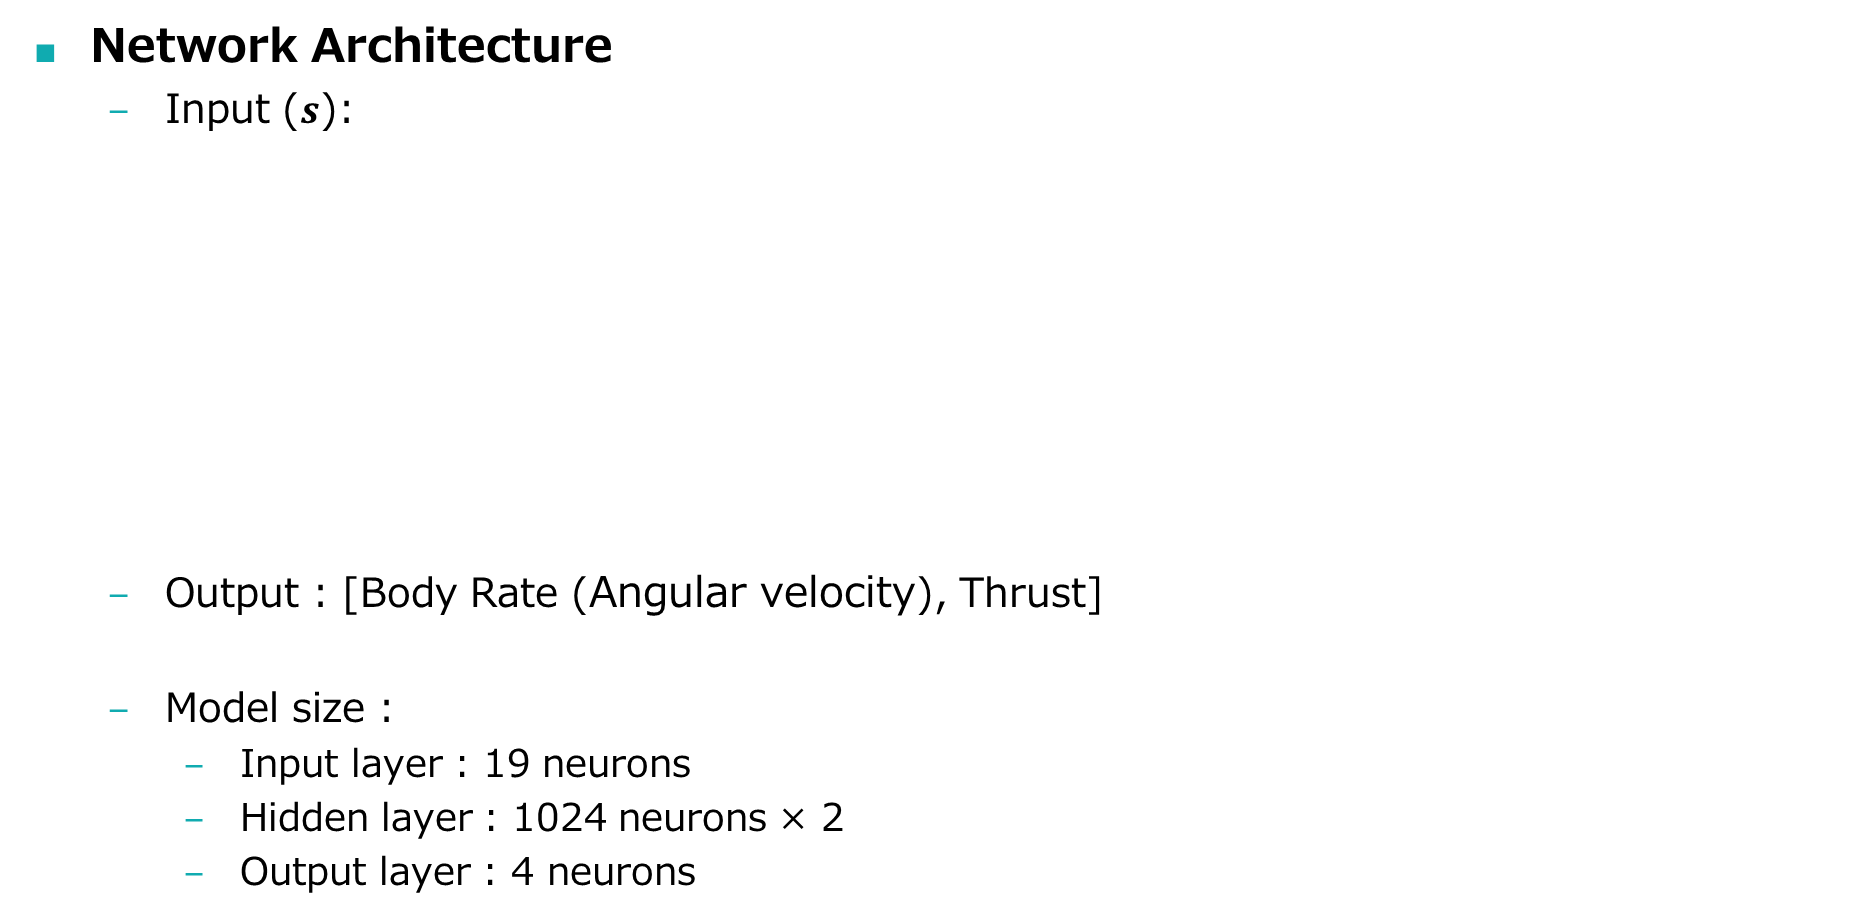 ■ Network Architecture
– Input (s):
– Output : [Body Rate (Angular velocity), Thrust]
– Model size :
– Input layer : 19 neurons
– Hidden layer : 1024 neurons × 2
– Output layer : 4 neurons